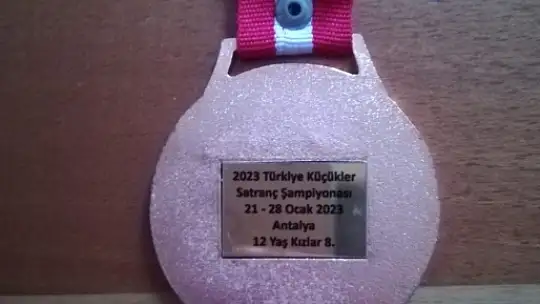 2023 Türkiye Küçükler
Satranç Şampiyonası
21 - 28 Ocak 2023
Antalya
12 Yaş Kızlar 8.